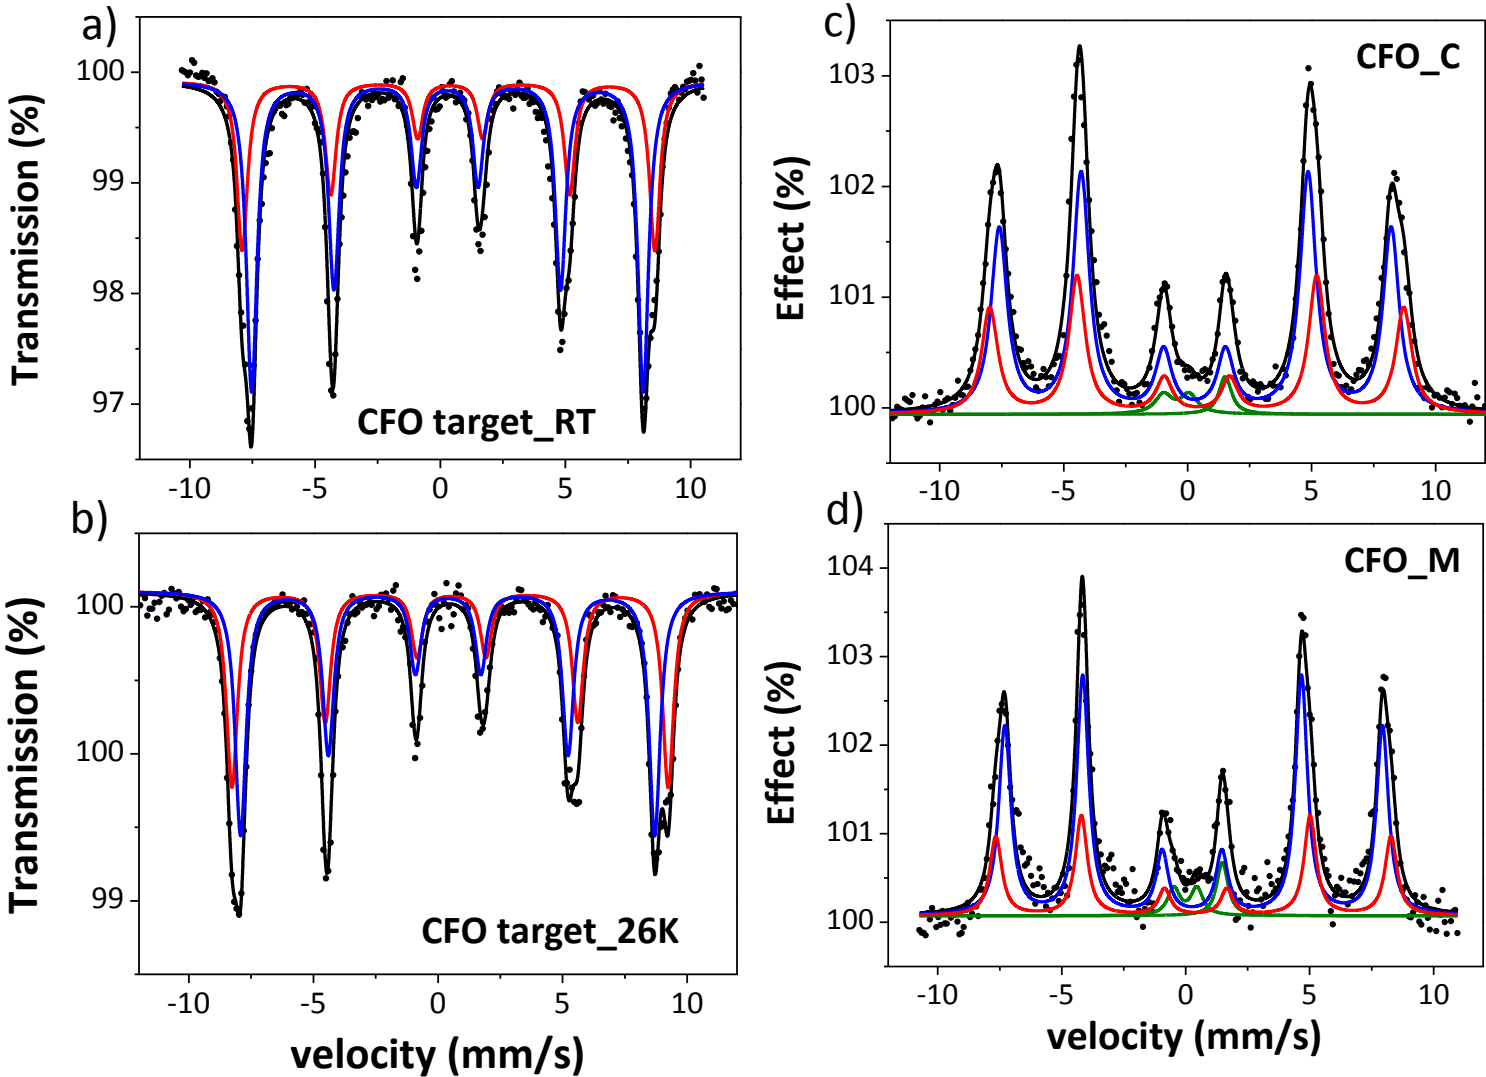 a)
Transmission (%)
100
99
98
97
CFO target_RT
-10 -5 0 5 10
c)
Effect (%)
103
102
101
100
CFO_C
-10 -5 0 5 10
b)
Transmission (%)
100
100
99
CFO target_26K
-10 -5 0 5 10
velocity (mm/s)
d)
Effect (%)
104
103
102
101
100
CFO_M
-10 -5 0 5 10
velocity (mm/s)